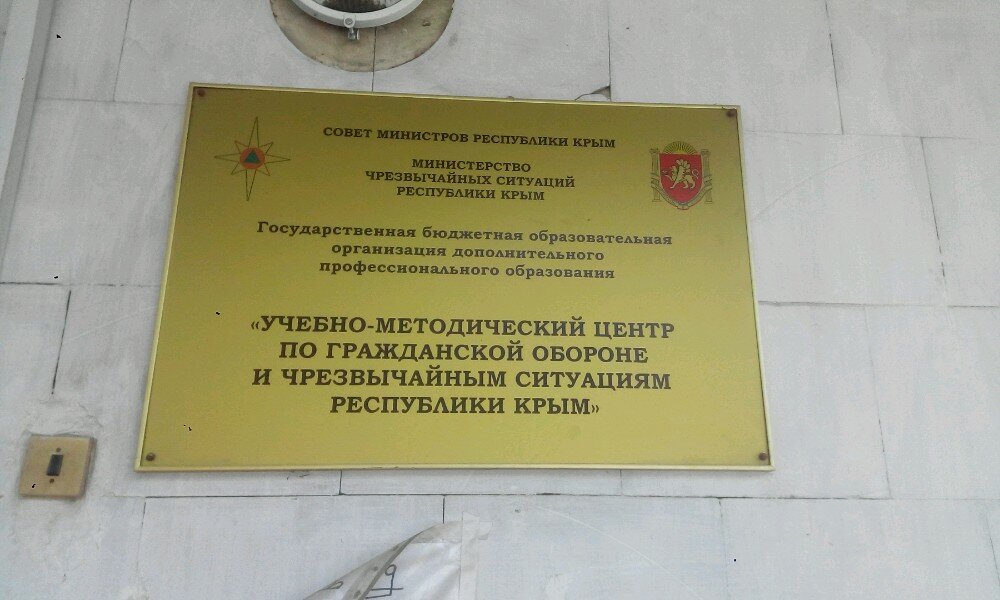 СОВЕТ МИНИСТРОВ РЕСПУБЛИКИ КРЫМ
МИНИСТЕРСТВО
ЧРЕЗВЫЧАЙНЫХ СИТУАЦИЙ
РЕСПУБЛИКИ КРЫМ
Государственная бюджетная образовательная
организация дополнительного
профессионального образования
«УЧЕБНО-МЕТОДИЧЕСКИЙ ЦЕНТР
ПО ГРАЖДАНСКОЙ ОБОРОНЕ
И ЧРЕЗВЫЧАЙНЫМ СИТУАЦИЯМ
РЕСПУБЛИКИ КРЫМ»